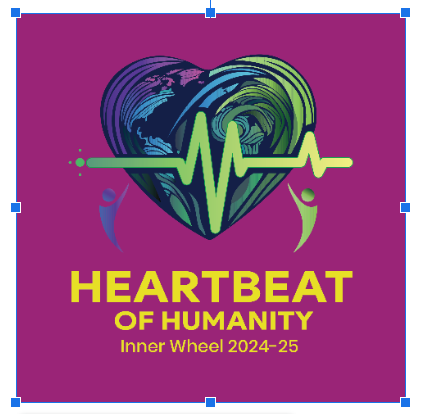 HEARTBEAT
OF HUMANITY
Inner Wheel 2024-25